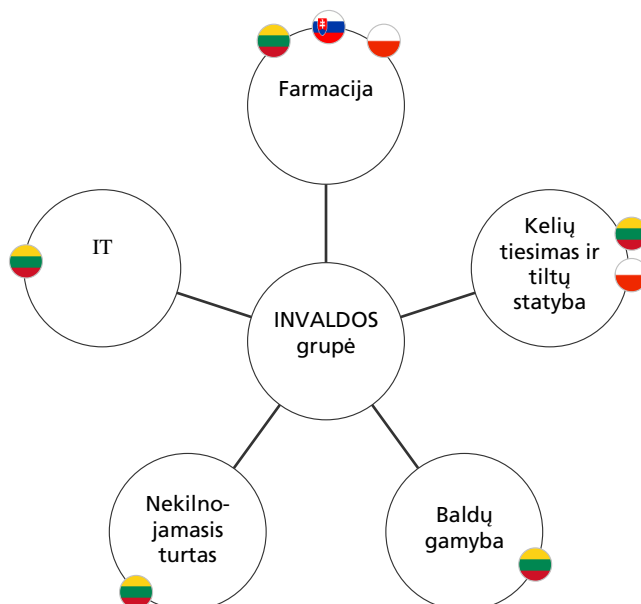 Farmacija
IT
Kelių
tiesimas ir
tiltų
statyba
INVALDOS
grupė
Nekilno-
jamasis
turtas
Baldų
gamyba